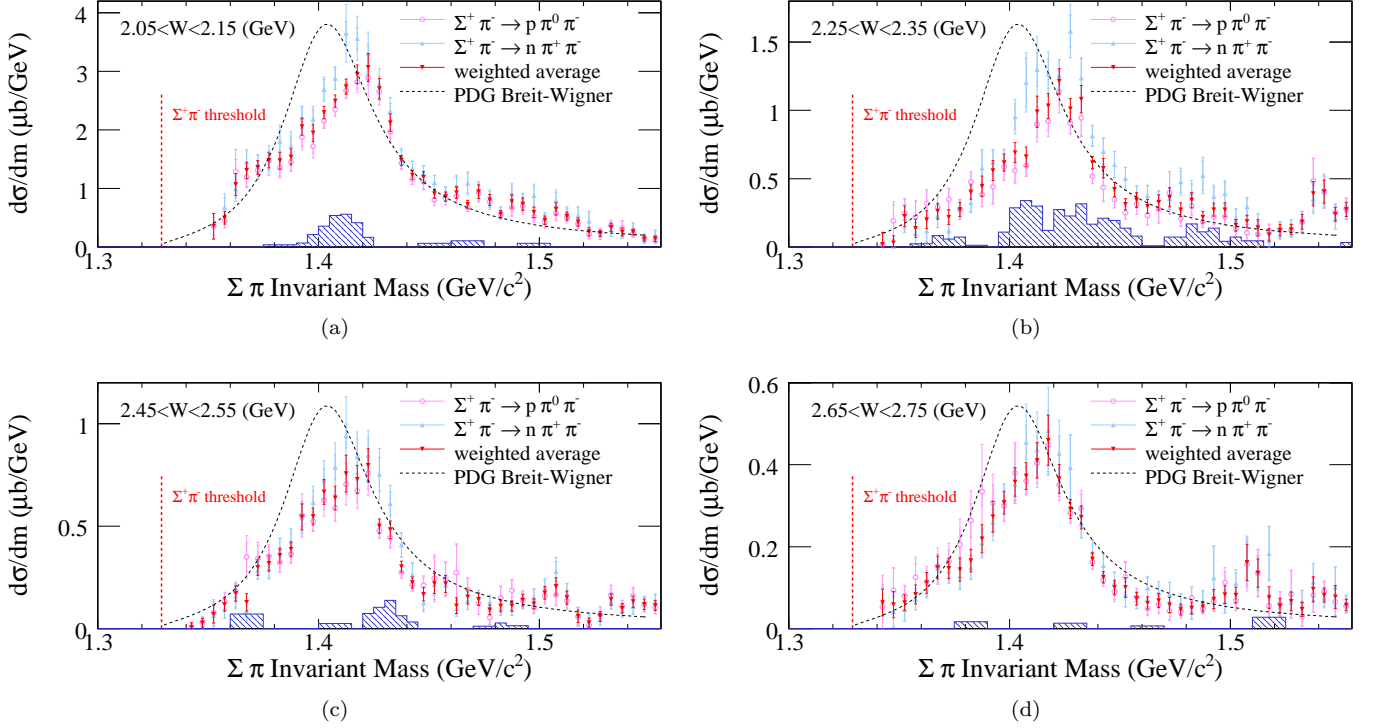 2.05<W<2.15 (GeV)
Σ⁺ π⁻ → p π⁰ π⁻
Σ⁺ π⁻ → n π⁺ π⁻
weighted average
PDG Breit-Wigner
Σ⁺π⁻ threshold
dσ/dm (μb/GeV)
4
3
2
1
0
1.3
1.4
1.5
Σ π Invariant Mass (GeV/c²)
(a)
2.25<W<2.35 (GeV)
Σ⁺ π⁻ → p π⁰ π⁻
Σ⁺ π⁻ → n π⁺ π⁻
weighted average
PDG Breit-Wigner
Σ⁺π⁻ threshold
dσ/dm (μb/GeV)
1.5
1
0.5
0
1.3
1.4
1.5
Σ π Invariant Mass (GeV/c²)
(b)
2.45<W<2.55 (GeV)
Σ⁺ π⁻ → p π⁰ π⁻
Σ⁺ π⁻ → n π⁺ π⁻
weighted average
PDG Breit-Wigner
Σ⁺π⁻ threshold
dσ/dm (μb/GeV)
1
0.5
0
1.3
1.4
1.5
Σ π Invariant Mass (GeV/c²)
(c)
2.65<W<2.75 (GeV)
Σ⁺ π⁻ → p π⁰ π⁻
Σ⁺ π⁻ → n π⁺ π⁻
weighted average
PDG Breit-Wigner
Σ⁺π⁻ threshold
dσ/dm (μb/GeV)
0.6
0.4
0.2
0
1.3
1.4
1.5
Σ π Invariant Mass (GeV/c²)
(d)